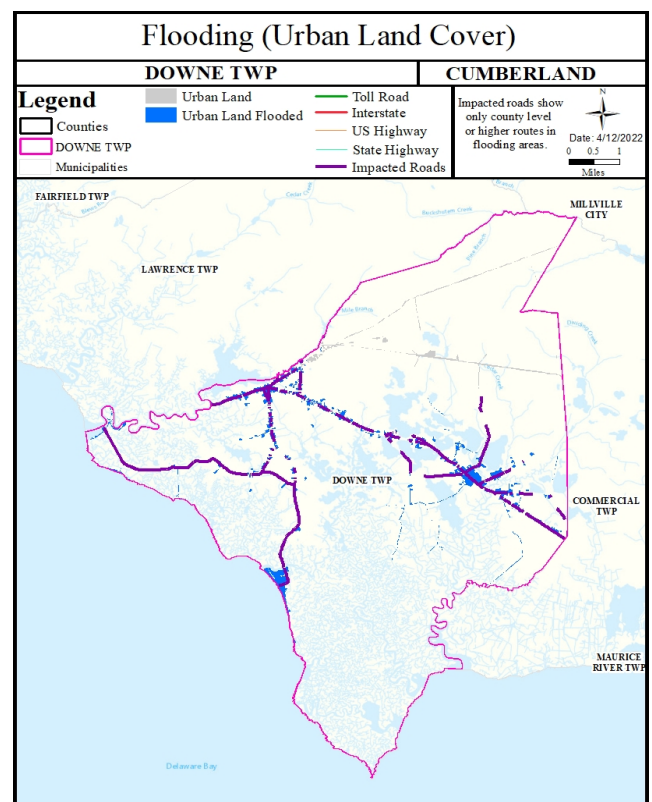 Flooding (Urban Land Cover)
DOWNE TWP
CUMBERLAND
Legend
Counties
DOWNE TWP
Municipalities
Urban Land
Urban Land Flooded
Toll Road
Interstate
US Highway
State Highway
Impacted Roads
Impacted roads show
only county level
or higher routes in
flooding areas.
N
Date: 4/12/2022
0 0.5 1
Miles
FAIRFIELD TWP
Cedar Creek
Branch
MILLVILLE
CITY
LAWRENCE TWP
DOWNE TWP
COMMERCIAL
TWP
MAURICE
RIVER TWP
Delaware Bay